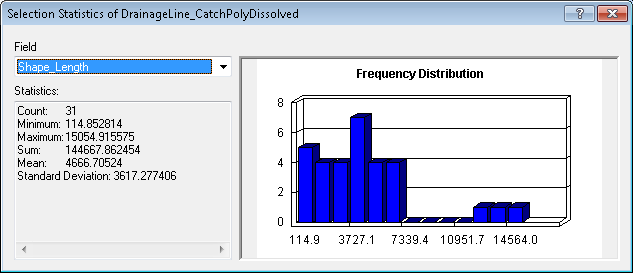 Selection Statistics of DrainageLine_CatchPolyDissolved
Field
Shape_Length
Statistics:
Count: 31
Minimum: 114.852814
Maximum: 15054.915575
Sum: 144667.862454
Mean: 4666.70524
Standard Deviation: 3617.277406
Frequency Distribution
8
6
4
2
0
114.9 3727.1 7339.4 10951.7 14564.0